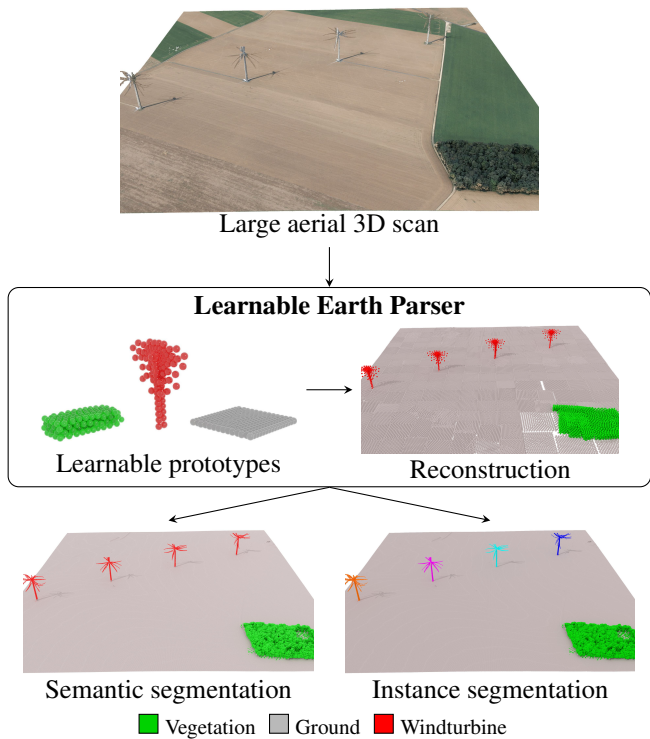 Large aerial 3D scan
Learnable Earth Parser
Learnable prototypes
Reconstruction
Semantic segmentation
Instance segmentation
Vegetation
Ground
Windturbine